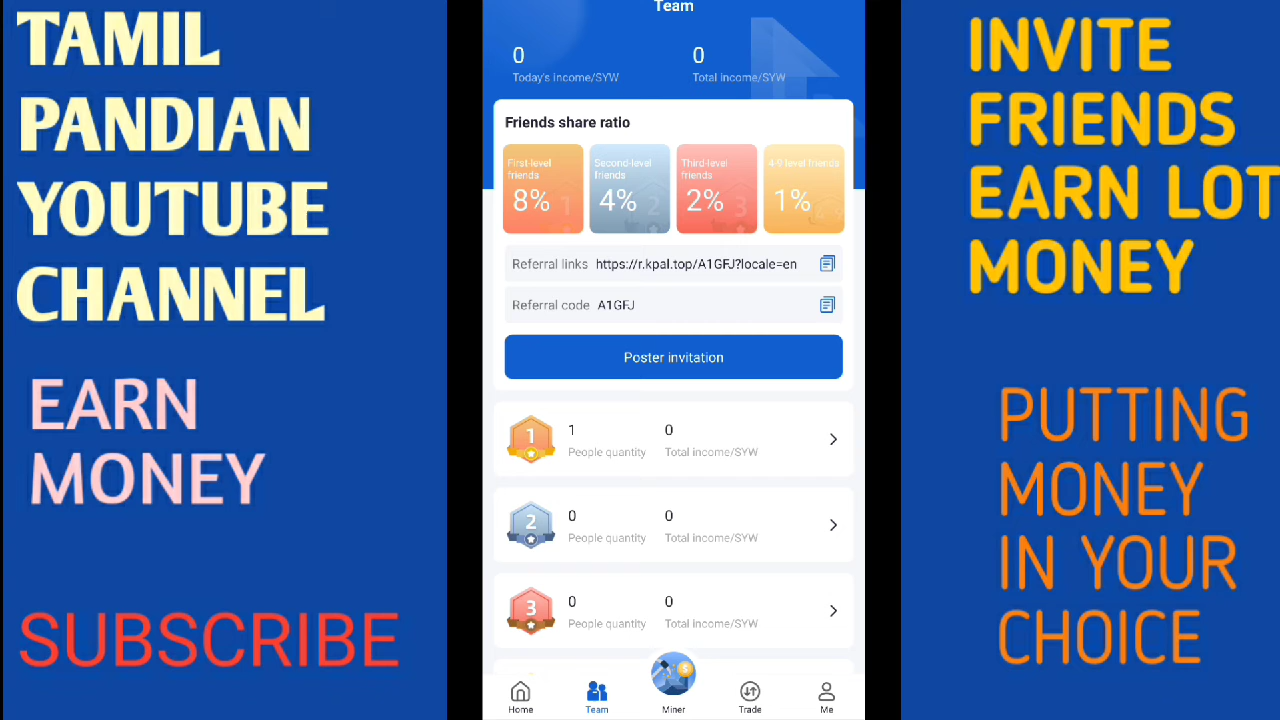 TAMIL
PANDIAN
YOUTUBE
CHANNEL
EARN
MONEY
SUBSCRIBE
Team
0
0
Today's income/SYW
Total income/SYW
Friends share ratio
First-level friends
8%
Second-level friends
4%
Third-level friends
2%
4-9 level friends
1%
Referral links https://r.kpal.top/A1GFJ?locale=en
Referral code A1GFJ
Poster invitation
1
1
0
People quantity
Total income/SYW
2
0
0
People quantity
Total income/SYW
3
0
0
People quantity
Total income/SYW
Home
Team
Miner
Trade
Me
INVITE
FRIENDS
EARN LOT
MONEY
PUTTING
MONEY
IN YOUR
CHOICE